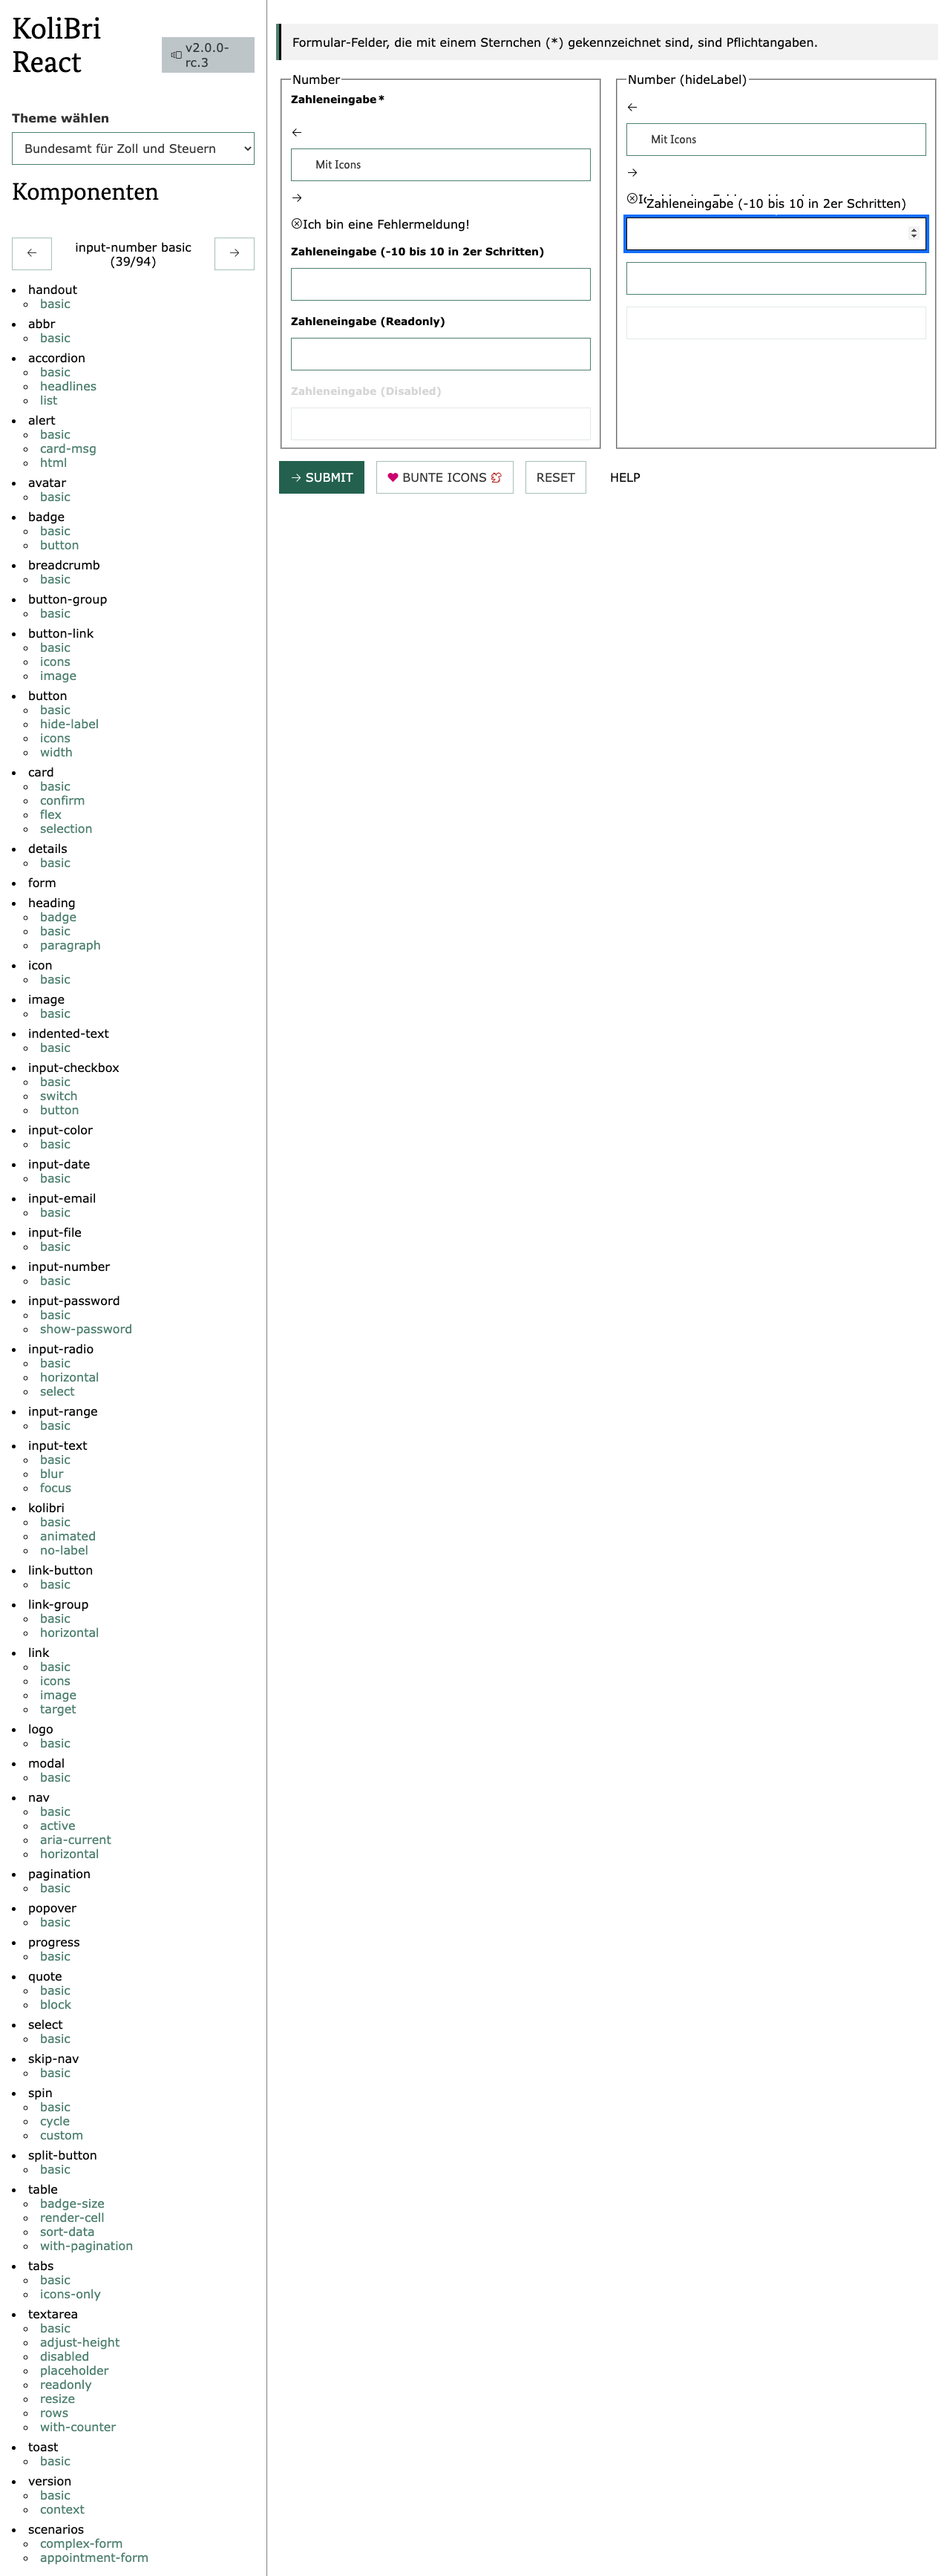 KoliBri
React
v2.0.0-
rc.3
Theme wählen
Bundesamt für Zoll und Steuern
Komponenten
←
input-number basic
(39/94)
→
handout
basic
abbr
basic
accordion
basic
headlines
list
alert
basic
card-msg
html
avatar
basic
badge
basic
button
breadcrumb
basic
button-group
basic
button-link
basic
icons
image
button
basic
hide-label
icons
width
card
basic
confirm
flex
selection
details
basic
form
heading
badge
basic
paragraph
icon
basic
image
basic
indented-text
basic
input-checkbox
basic
switch
button
input-color
basic
input-date
basic
input-email
basic
input-file
basic
input-number
basic
input-password
basic
show-password
input-radio
basic
horizontal
select
input-range
basic
input-text
basic
blur
focus
kolibri
basic
animated
no-label
link-button
basic
link-group
basic
horizontal
link
basic
icons
image
target
logo
basic
modal
basic
nav
basic
active
aria-current
horizontal
pagination
basic
popover
basic
progress
basic
quote
basic
block
select
basic
skip-nav
basic
spin
basic
cycle
custom
split-button
basic
table
badge-size
render-cell
sort-data
with-pagination
tabs
basic
icons-only
textarea
basic
adjust-height
disabled
placeholder
readonly
resize
rows
with-counter
toast
basic
version
basic
context
scenarios
complex-form
appointment-form
Formular-Felder, die mit einem Sternchen (*) gekennzeichnet sind, sind Pflichtangaben.
Number
Zahleneingabe*
←
Mit Icons
→
Ich bin eine Fehlermeldung!
Zahleneingabe (-10 bis 10 in 2er Schritten)
Zahleneingabe (Readonly)
Zahleneingabe (Disabled)
Number (hideLabel)
←
Mit Icons
→
Zahleneingabe (-10 bis 10 in 2er Schritten)
→ SUBMIT
BUNTE ICONS
RESET
HELP